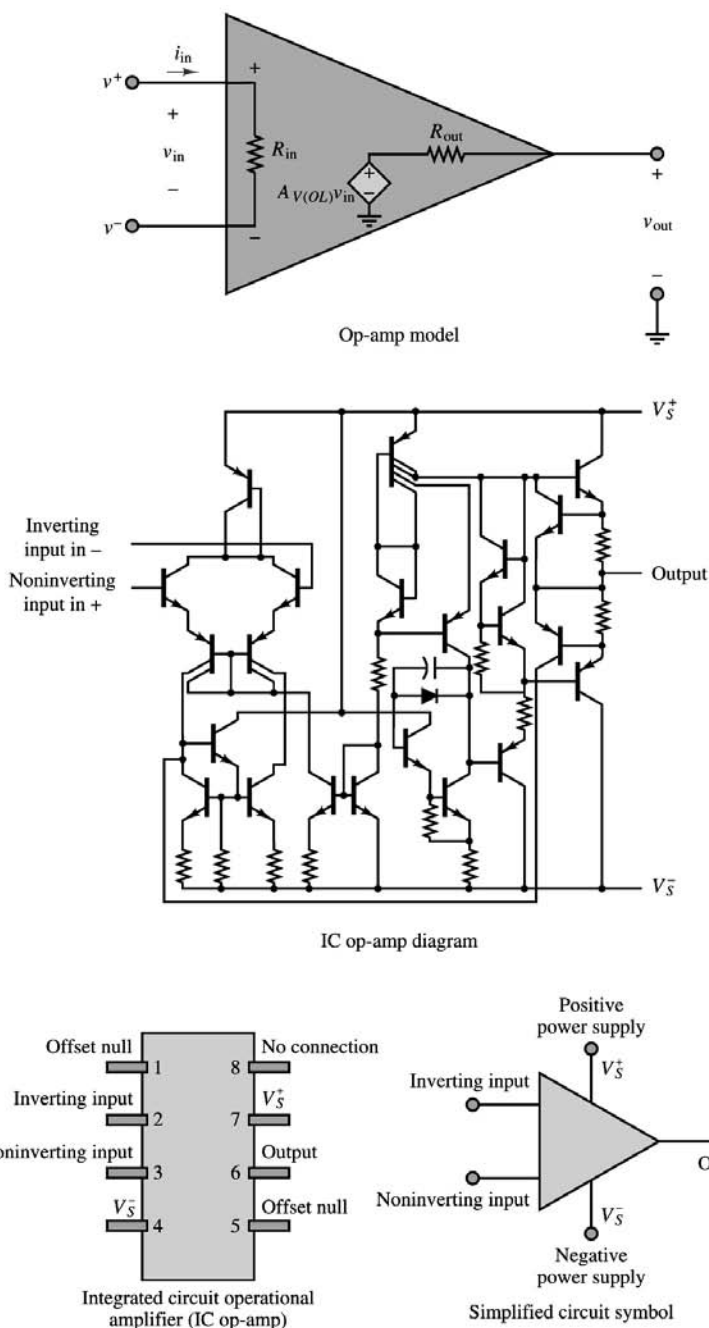 i_in
v+
+
+
v_in
R_in
R_out
+
−
A_V(OL) v_in
+
v_out
−
−
v−
−
Op-amp model
V_S^+
Inverting
input in −
Noninverting
input in +
Output
V_S^−
IC op-amp diagram
Offset null 1 8 No connection
Inverting input 2 7 V_S^+
oninverting input 3 6 Output
V_S^− 4 5 Offset null
Integrated circuit operational
amplifier (IC op-amp)
Positive
power supply
V_S^+
Inverting input
O
Noninverting input
V_S^−
Negative
power supply
Simplified circuit symbol